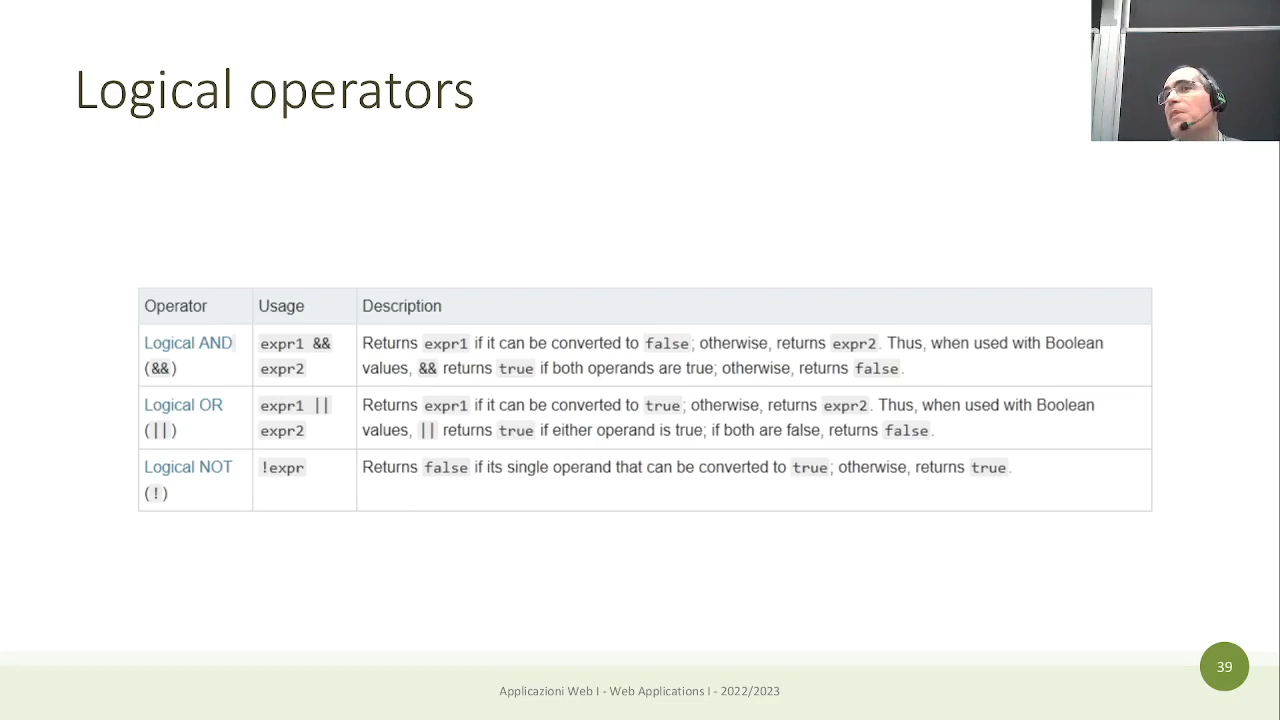 Logical operators
Operator Usage Description
Logical AND expr1 && Returns expr1 if it can be converted to false; otherwise, returns expr2. Thus, when used with Boolean
(&&) expr2 values, && returns true if both operands are true; otherwise, returns false.
Logical OR expr1 || Returns expr1 if it can be converted to true; otherwise, returns expr2. Thus, when used with Boolean
(||) expr2 values, || returns true if either operand is true; if both are false, returns false.
Logical NOT !expr Returns false if its single operand that can be converted to true; otherwise, returns true.
(!)
39
Applicazioni Web I - Web Applications I - 2022/2023